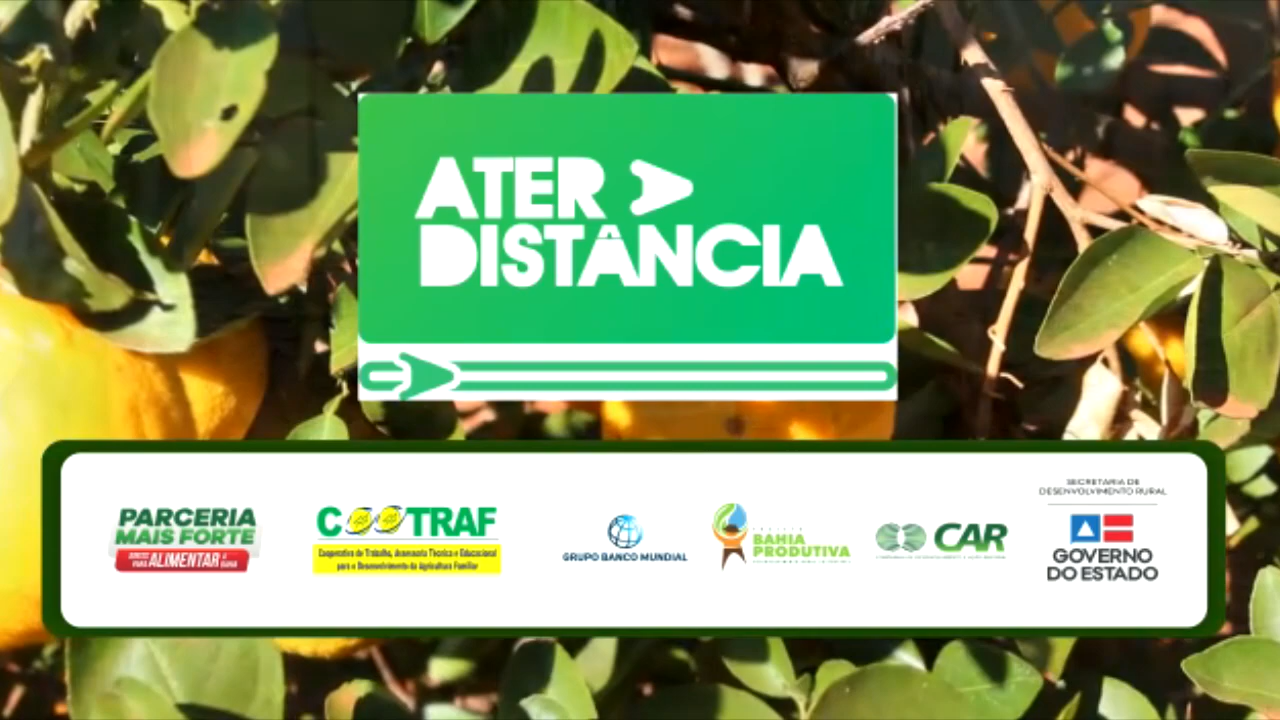 ATER
DISTÂNCIA
PARCERIA
MAIS FORTE
ALIMENTAR
COOTRAF
Cooperativa de Trabalho, Assessoria Técnica e Educacional
para o Desenvolvimento da Agricultura Familiar
GRUPO BANCO MUNDIAL
BAHIA
PRODUTIVA
CAR
SECRETARIA DE
DESENVOLVIMENTO RURAL
GOVERNO
DO ESTADO